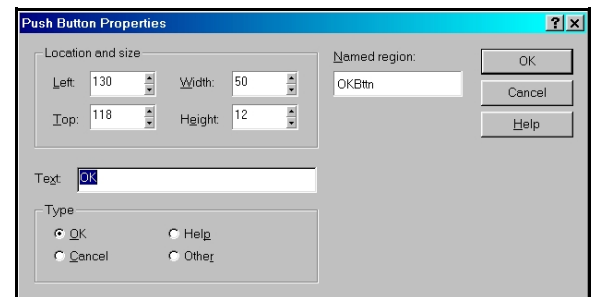 Push Button Properties
Location and size
Left: 130 Width: 50
Top: 118 Height: 12
Named region:
OKBttn
OK
Cancel
Help
Text: OK
Type
OK Help
Cancel Other